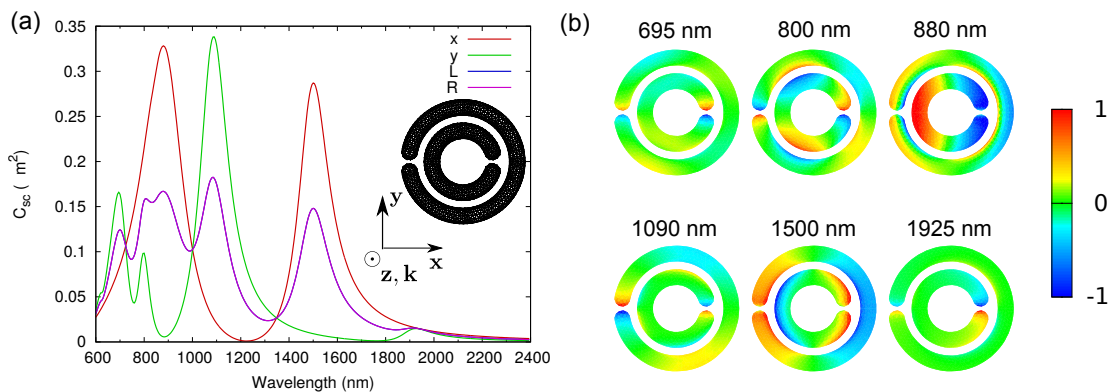 (a)
0.35
0.3
0.25
0.2
0.15
0.1
0.05
0
C_sc ( m²)
x
y
L
R
y
x
z, k
600 800 1000 1200 1400 1600 1800 2000 2200 2400
Wavelength (nm)
(b)
695 nm 800 nm 880 nm
1090 nm 1500 nm 1925 nm
1
0
-1